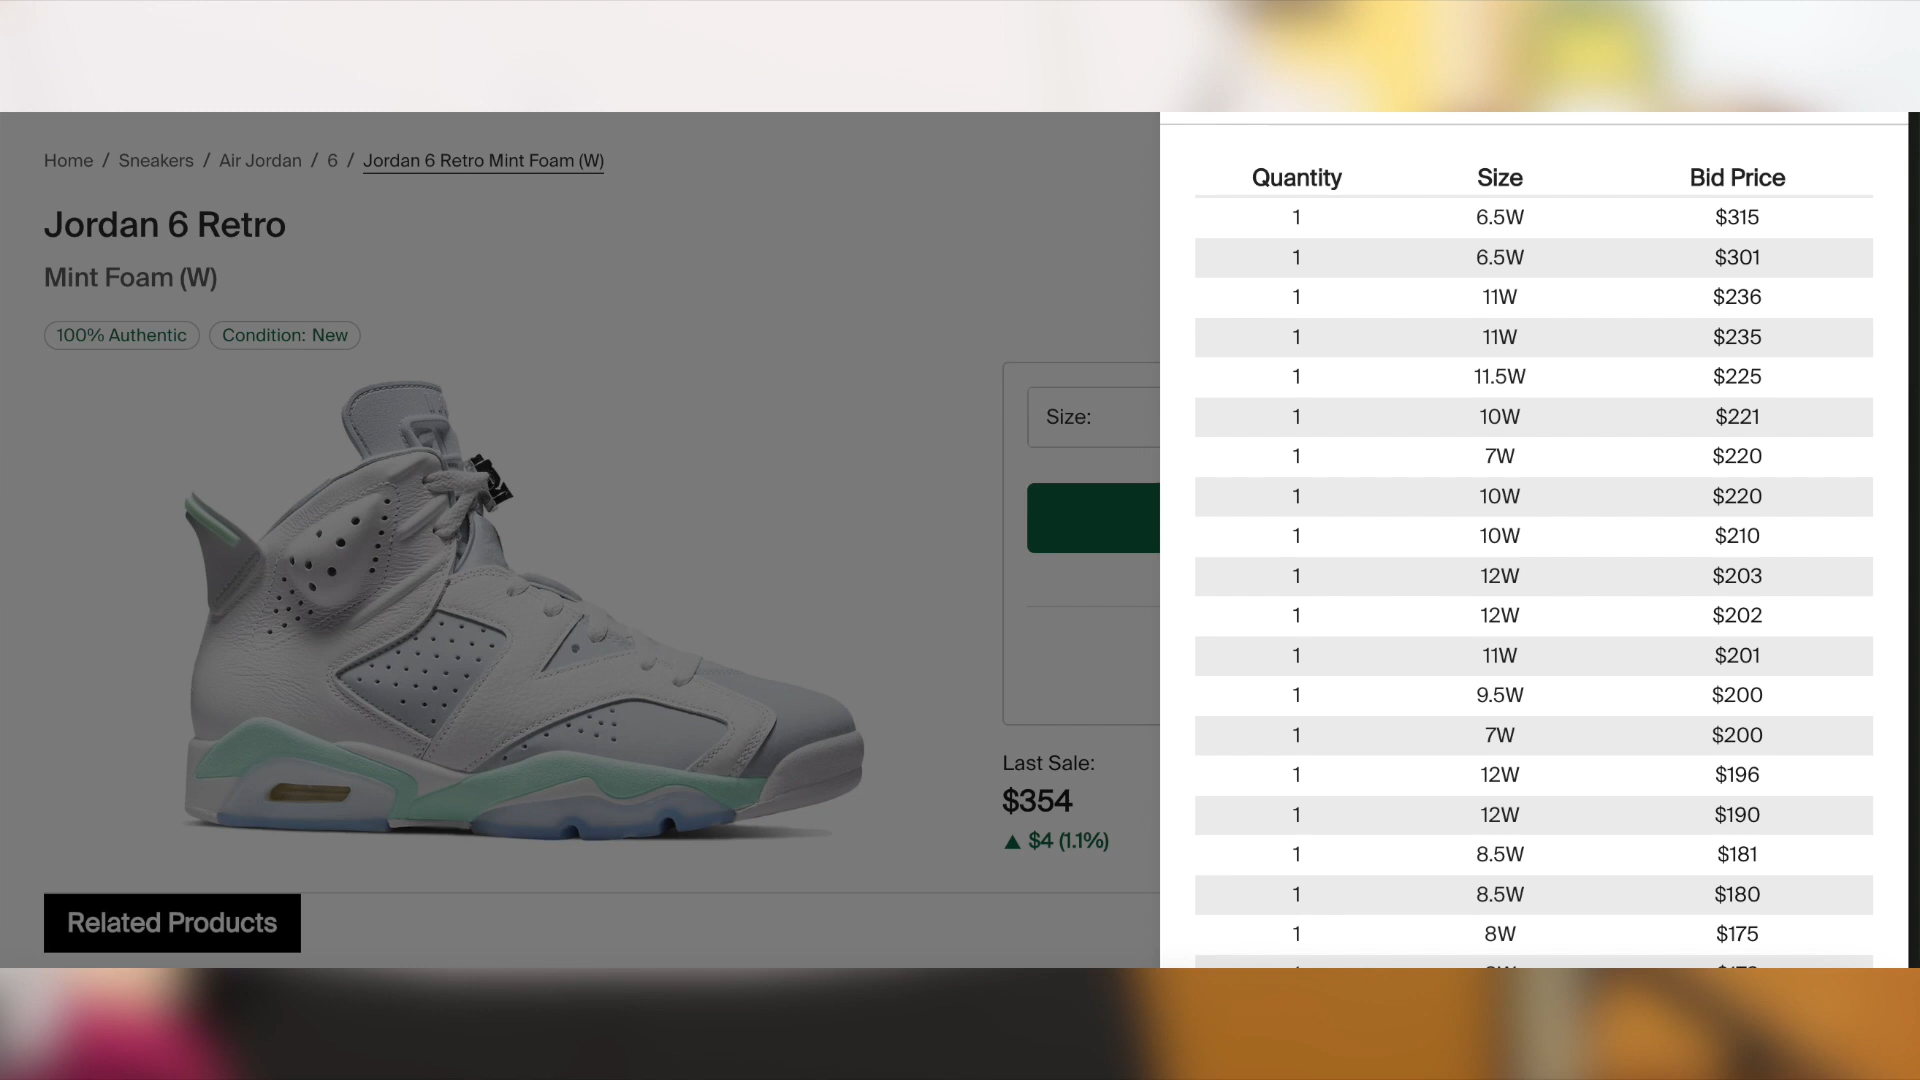 Home / Sneakers / Air Jordan / 6 / Jordan 6 Retro Mint Foam (W)
Jordan 6 Retro
Mint Foam (W)
100% Authentic
Condition: New
Size:
Last Sale:
$354
▲ $4 (1.1%)
Related Products
Quantity Size Bid Price
1 6.5W $315
1 6.5W $301
1 11W $236
1 11W $235
1 11.5W $225
1 10W $221
1 7W $220
1 10W $220
1 10W $210
1 12W $203
1 12W $202
1 11W $201
1 9.5W $200
1 7W $200
1 12W $196
1 12W $190
1 8.5W $181
1 8.5W $180
1 8W $175